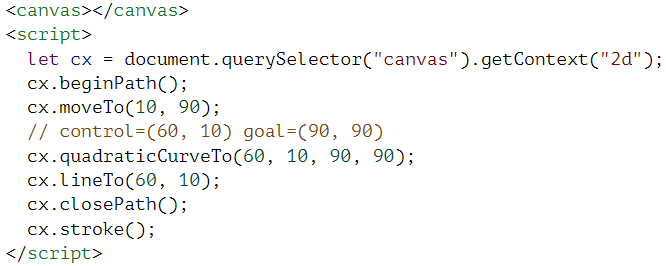 <canvas></canvas>
<script>
  let cx = document.querySelector("canvas").getContext("2d");
  cx.beginPath();
  cx.moveTo(10, 90);
  // control=(60, 10) goal=(90, 90)
  cx.quadraticCurveTo(60, 10, 90, 90);
  cx.lineTo(60, 10);
  cx.closePath();
  cx.stroke();
</script>